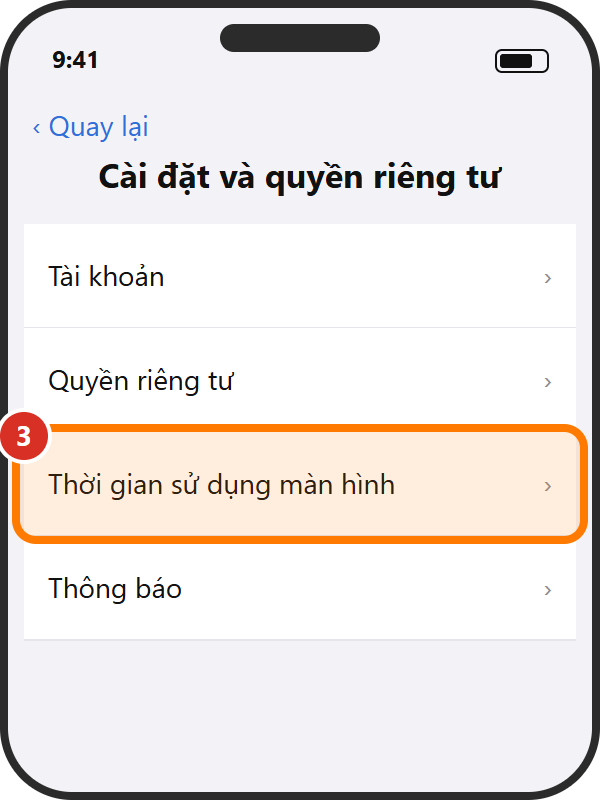 9:41
‹ Quay lại
Cài đặt và quyền riêng tư
Tài khoản ›
Quyền riêng tư ›
3
Thời gian sử dụng màn hình ›
Thông báo ›